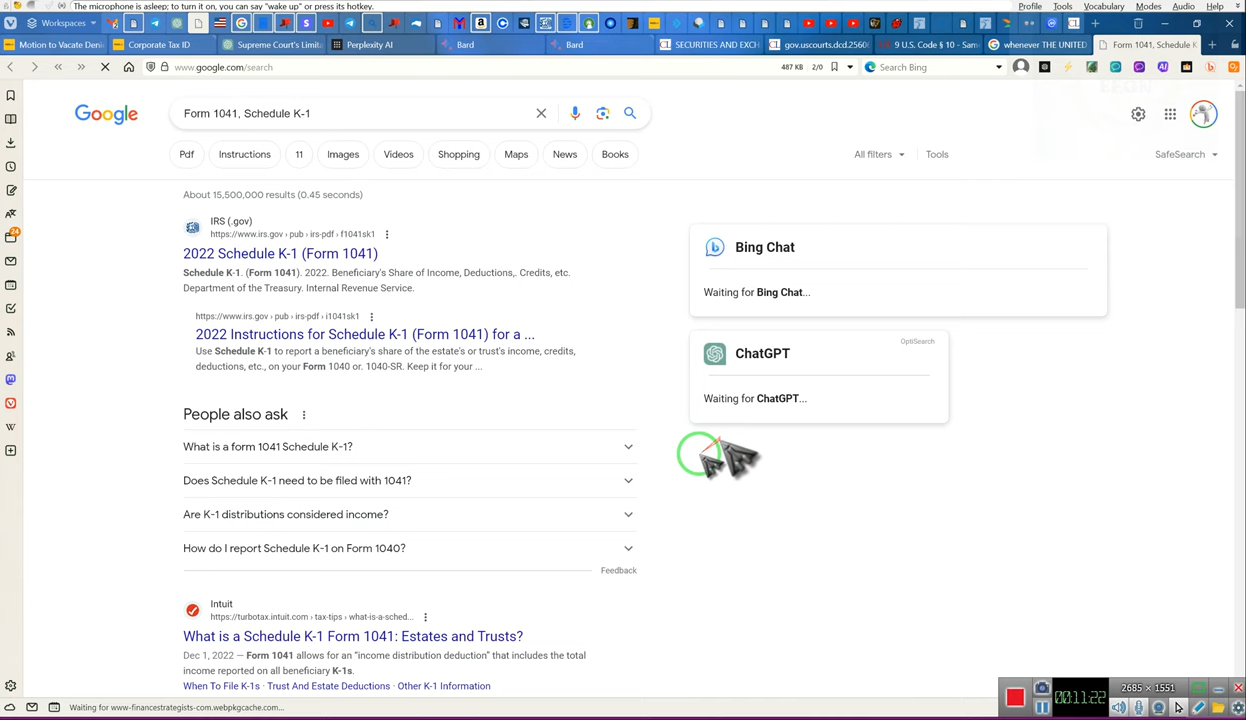 The microphone is asleep; to turn it on, you can say "wake up" or press its hotkey.
Profile Tools Vocabulary Modes Audio Help
Workspaces
Motion to Vacate Deni
Corporate Tax ID
Supreme Court's Limita
Perplexity AI
Bard
Bard
SECURITIES AND EXCH
gov.uscourts.dcd.2560
9 U.S. Code § 10 - Sam
whenever the UNITED
Form 1041, Schedule K
www.google.com/search
487 KB 2/0
Search Bing
Google
Form 1041, Schedule K-1
Pdf
Instructions
11
Images
Videos
Shopping
Maps
News
Books
All filters
Tools
SafeSearch
About 15,500,000 results (0.45 seconds)
IRS (.gov)
https://www.irs.gov › pub › irs-pdf › f1041sk1
2022 Schedule K-1 (Form 1041)
Schedule K-1. (Form 1041). 2022. Beneficiary's Share of Income, Deductions,. Credits, etc.
Department of the Treasury. Internal Revenue Service.
https://www.irs.gov › pub › irs-pdf › i1041sk1
2022 Instructions for Schedule K-1 (Form 1041) for a ...
Use Schedule K-1 to report a beneficiary's share of the estate's or trust's income, credits,
deductions, etc., on your Form 1040 or. 1040-SR. Keep it for your ...
People also ask
What is a form 1041 Schedule K-1?
Does Schedule K-1 need to be filed with 1041?
Are K-1 distributions considered income?
How do I report Schedule K-1 on Form 1040?
Feedback
Intuit
https://turbotax.intuit.com › tax-tips › what-is-a-sched...
What is a Schedule K-1 Form 1041: Estates and Trusts?
Dec 1, 2022 — Form 1041 allows for an "income distribution deduction" that includes the total
income reported on all beneficiary K-1s.
When To File K-1s · Trust And Estate Deductions · Other K-1 Information
Bing Chat
Waiting for Bing Chat...
ChatGPT
OptiSearch
Waiting for ChatGPT...
Waiting for www-financestrategists-com.webpkgcache.com...
00:11:22
2685 x 1551
24